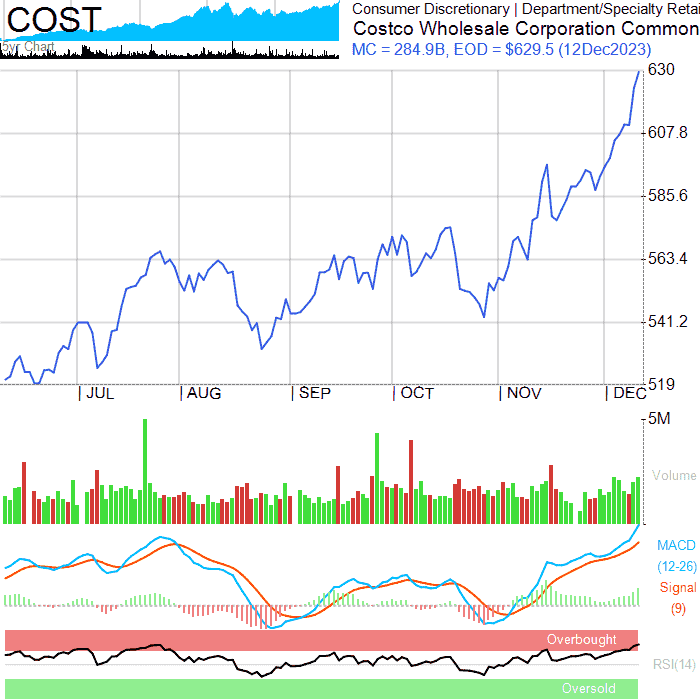 COST
5yr Chart
Consumer Discretionary | Department/Specialty Retai
Costco Wholesale Corporation Common
MC = 284.9B, EOD = $629.5 (12Dec2023)
630
607.8
585.6
563.4
541.2
519
JUL
AUG
SEP
OCT
NOV
DEC
5M
Volume
MACD
(12-26)
Signal
(9)
Overbought
RSI(14)
Oversold